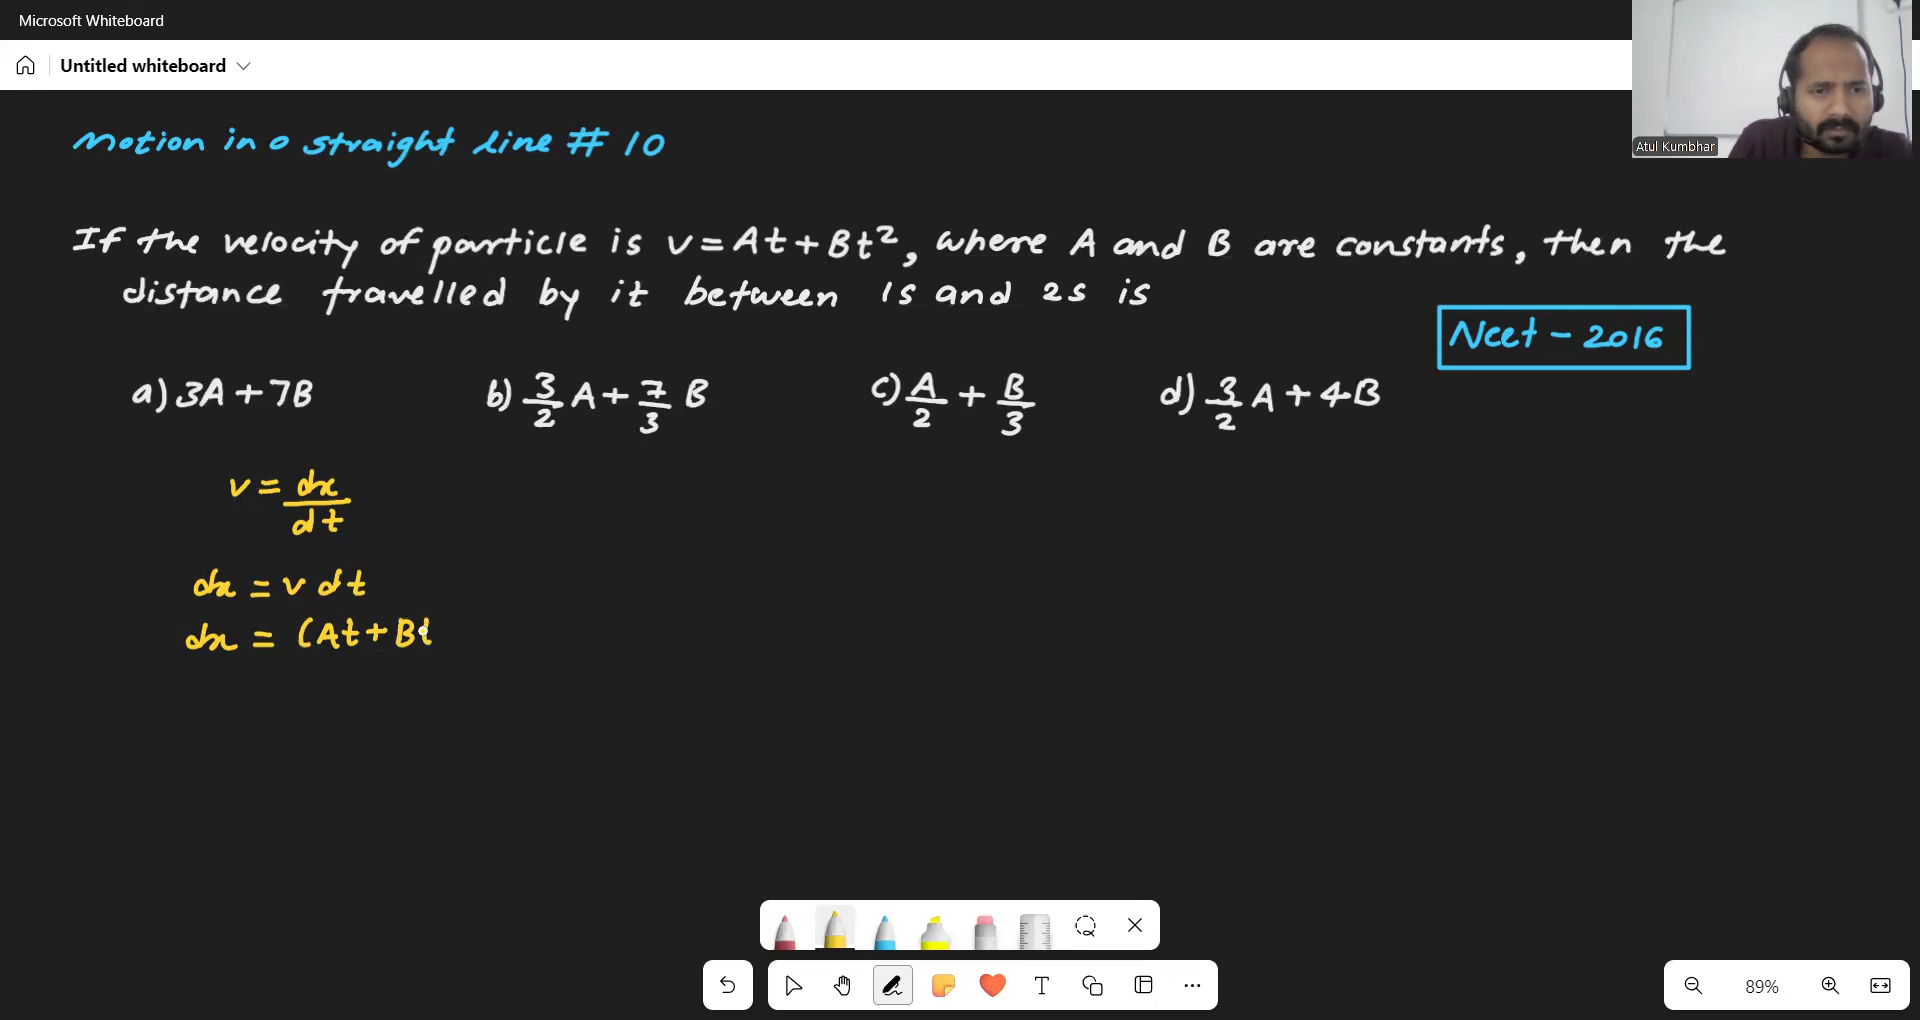 Microsoft Whiteboard
Untitled whiteboard
Atul Kumbhar
Motion in a straight line # 10
If the velocity of particle is v = At + Bt², where A and B are constants, then the
distance travelled by it between 1s and 2s is
Neet - 2016
a) 3A + 7B b) 3/2 A + 7/3 B c) A/2 + B/3 d) 3/2 A + 4B
v = dx/dt
dx = v dt
dx = (At + Bt
89%